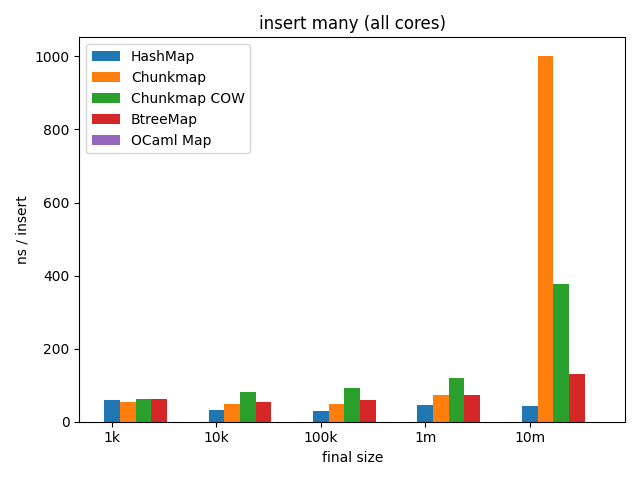 insert many (all cores)
HashMap
Chunkmap
Chunkmap COW
BtreeMap
OCaml Map
ns / insert
1000
800
600
400
200
0
1k 10k 100k 1m 10m
final size